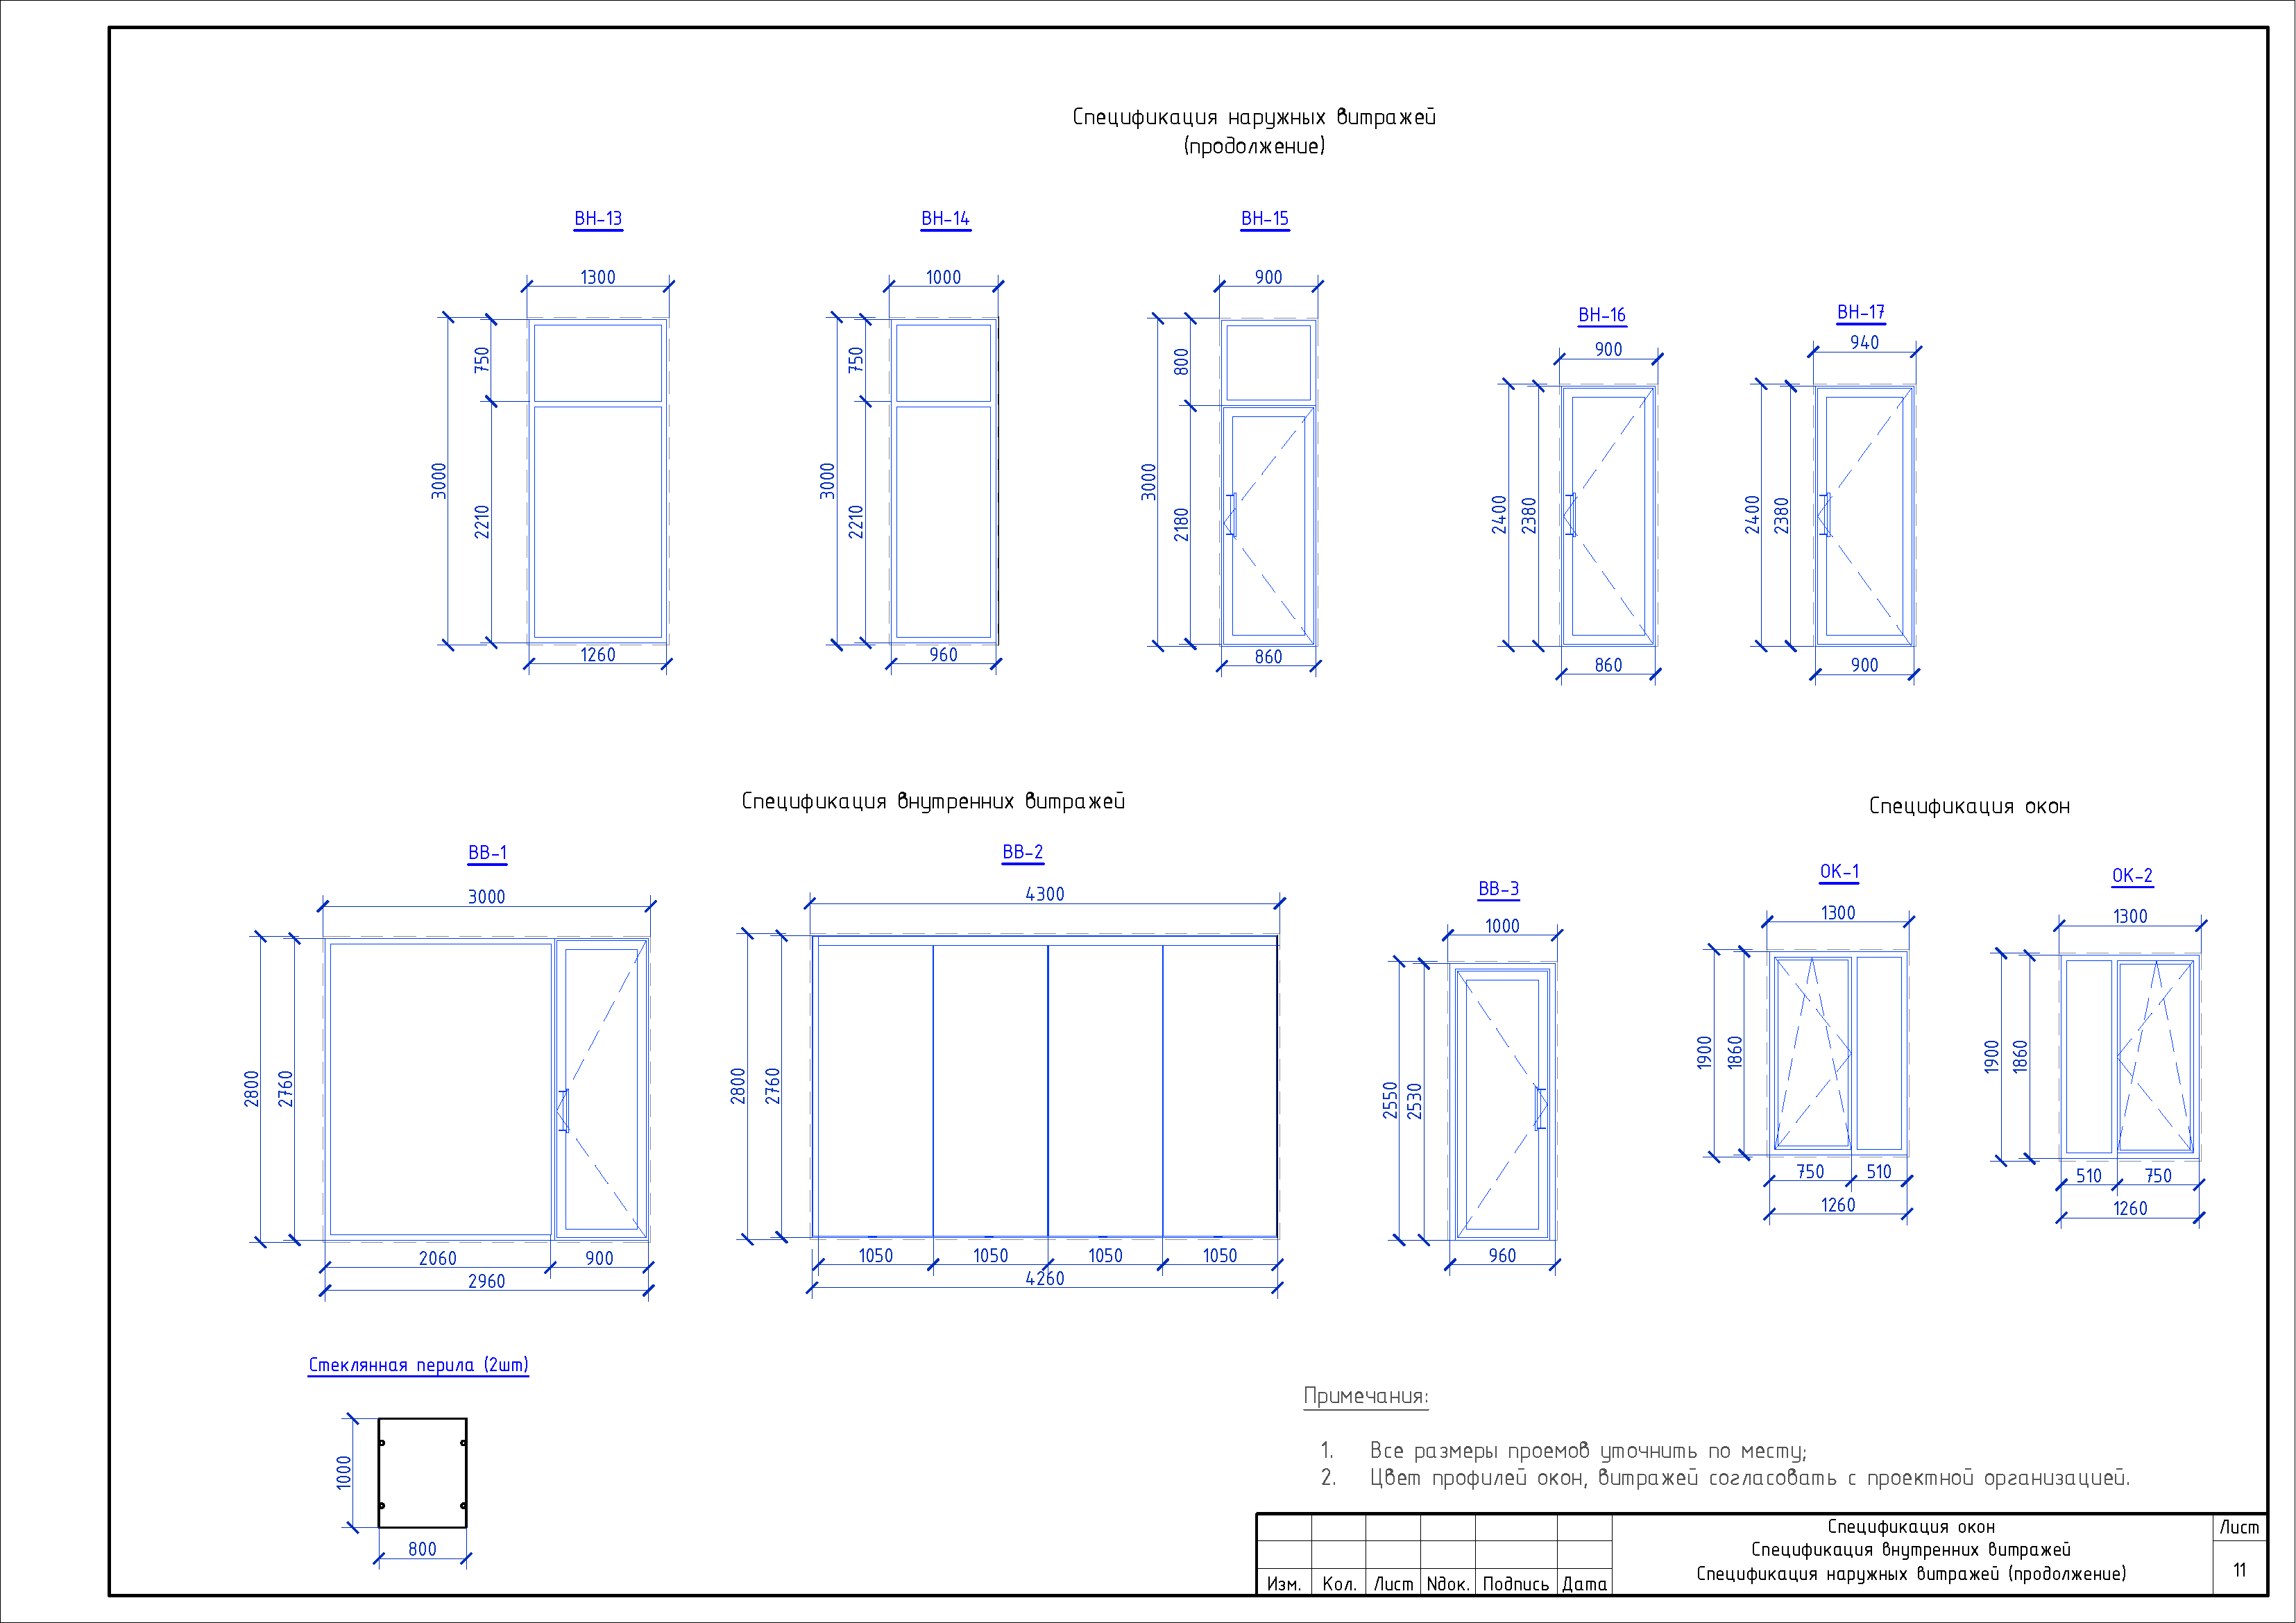 Спецификация наружных витражей
(продолжение)
ВН-13
ВН-14
ВН-15
ВН-16
ВН-17
1300
1000
900
900
940
750
2210
3000
1260
750
2210
3000
960
800
2180
3000
860
2400
2380
860
2400
2380
900
Спецификация внутренних витражей
Спецификация окон
ВВ-1
ВВ-2
ВВ-3
ОК-1
ОК-2
3000
4300
1000
1300
1300
2800
2760
2060
900
2960
2800
2760
1050
1050
1050
1050
4260
2550
2530
960
1900
1860
750
510
1260
1900
1860
510
750
1260
Стеклянная перила (2шт)
1000
800
Примечания:
1. Все размеры проемов уточнить по месту;
2. Цвет профилей окон, витражей согласовать с проектной организацией.
Изм. Кол. Лист Nдок. Подпись Дата
Спецификация окон
Спецификация внутренних витражей
Спецификация наружных витражей (продолжение)
Лист
11